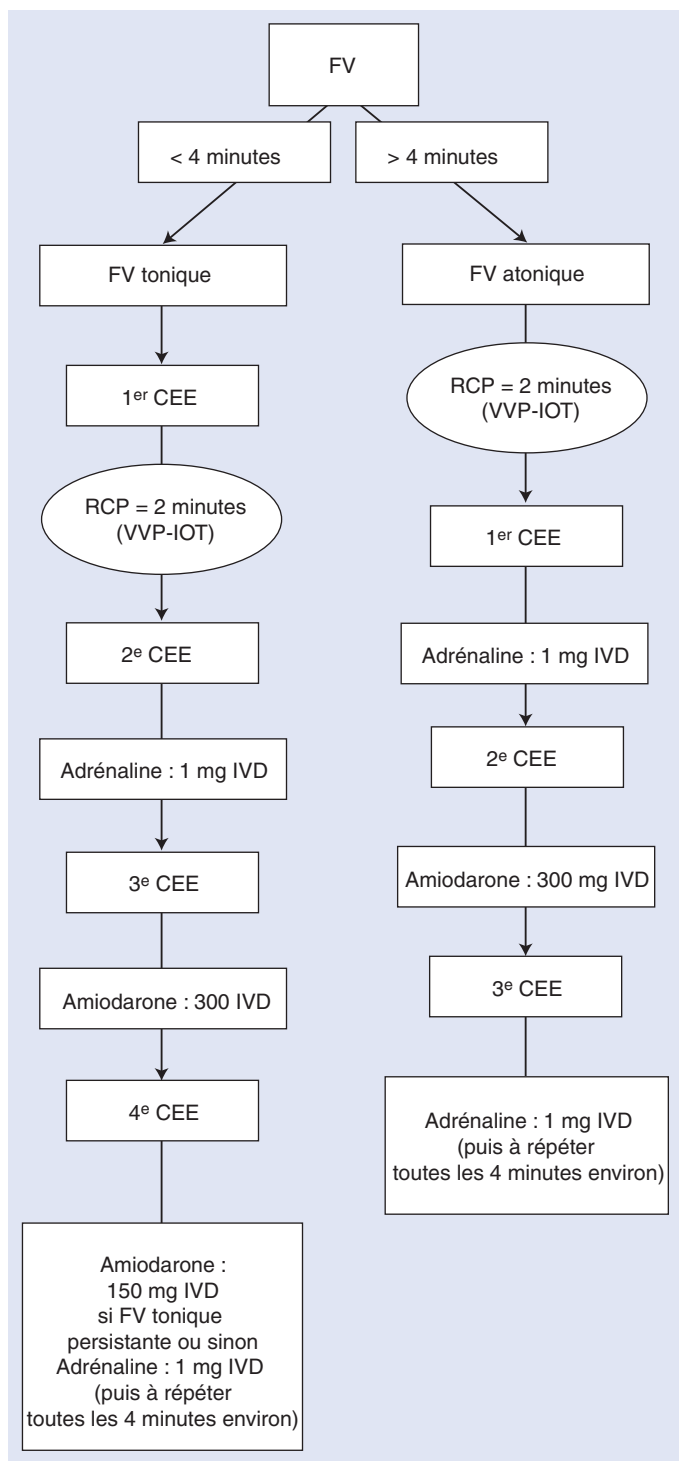 FV
< 4 minutes
> 4 minutes
FV tonique
1er CEE
RCP = 2 minutes
(VVP-IOT)
2e CEE
Adrénaline : 1 mg IVD
3e CEE
Amiodarone : 300 IVD
4e CEE
Amiodarone :
150 mg IVD
si FV tonique
persistante ou sinon
Adrénaline : 1 mg IVD
(puis à répéter
toutes les 4 minutes environ)
FV atonique
RCP = 2 minutes
(VVP-IOT)
1er CEE
Adrénaline : 1 mg IVD
2e CEE
Amiodarone : 300 mg IVD
3e CEE
Adrénaline : 1 mg IVD
(puis à répéter
toutes les 4 minutes environ)